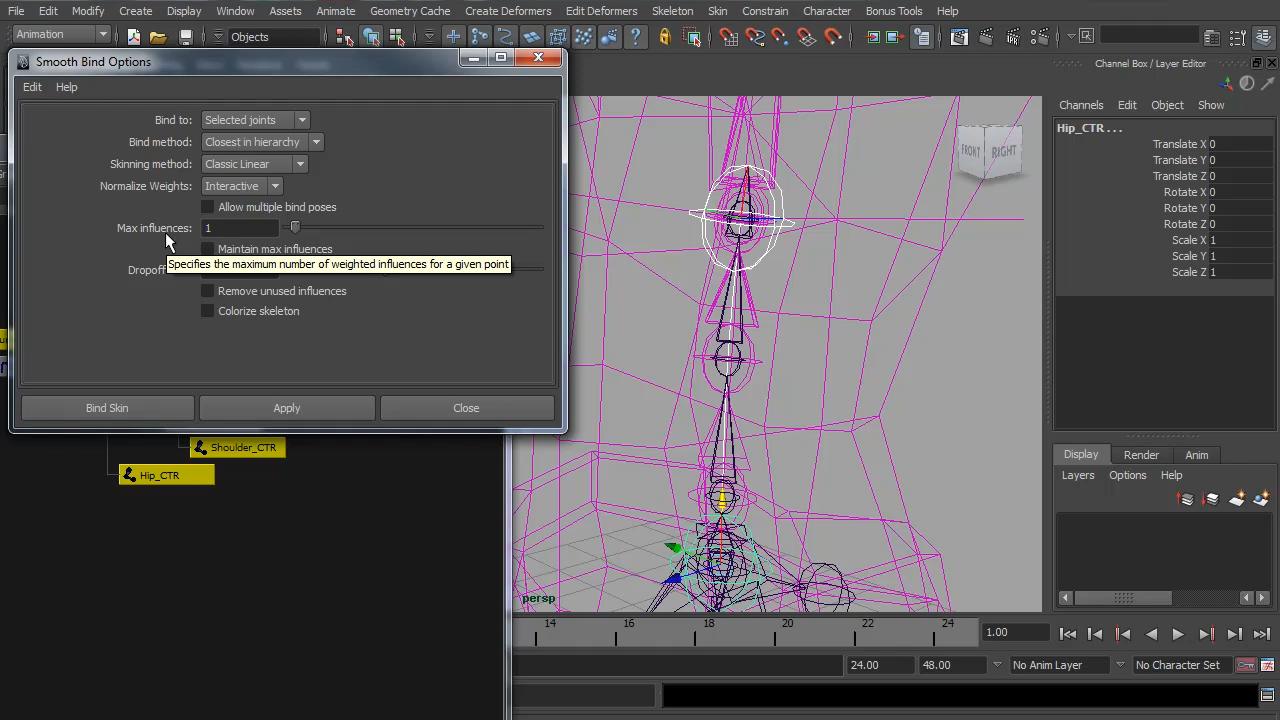 File Edit Modify Create Display Window Assets Animate Geometry Cache Create Deformers Edit Deformers Skeleton Skin Constrain Character Bonus Tools Help
Animation Objects
Smooth Bind Options
Channel Box / Layer Editor
Edit Help
Channels Edit Object Show
Bind to: Selected joints
Hip_CTR . . .
Bind method: Closest in hierarchy
Translate X 0
Skinning method: Classic Linear
Translate Y 0
Translate Z 0
Normalize Weights: Interactive
Rotate X 0
Allow multiple bind poses
Rotate Y 0
Max influences: 1
Rotate Z 0
Maintain max influences
Scale X 1
Scale Y 1
Specifies the maximum number of weighted influences for a given point
Dropoff
Scale Z 1
Remove unused influences
Colorize skeleton
FRONT RIGHT
Bind Skin Apply Close
Shoulder_CTR
Hip_CTR
Display Render Anim
Layers Options Help
persp
14 16 18 20 22 24
1.00
24.00 48.00 No Anim Layer No Character Set